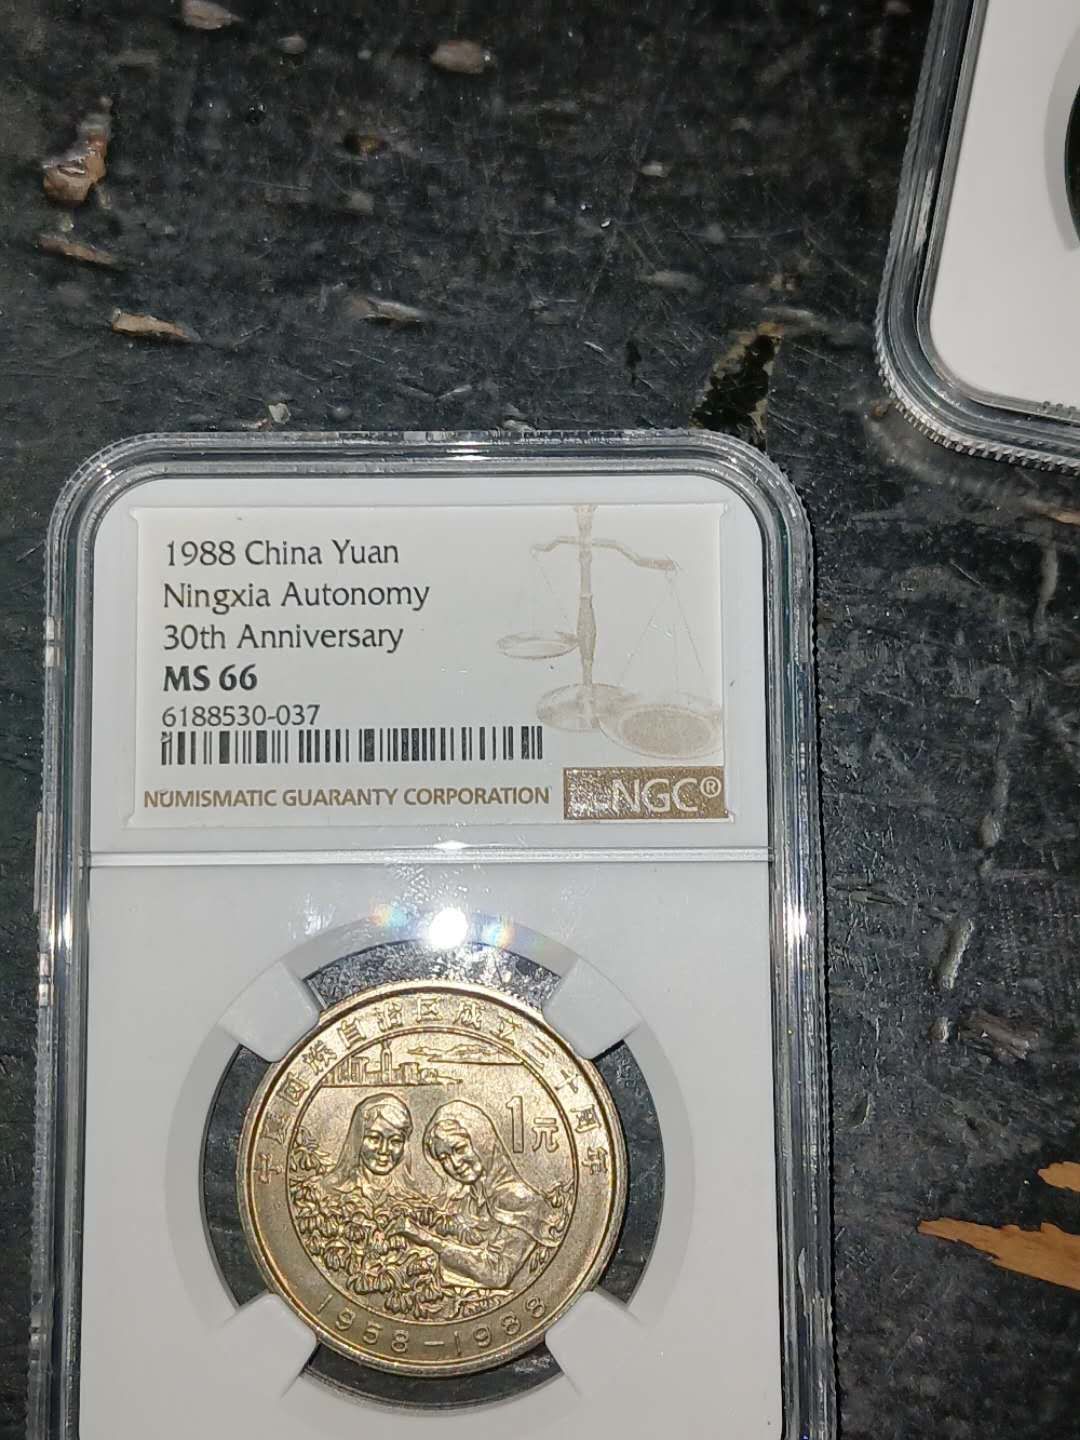 1988 China Yuan
Ningxia Autonomy
30th Anniversary
MS 66
6188530-037
NUMISMATIC GUARANTY CORPORATION
NGC®
宁夏回族自治区成立三十周年
1元
1958-1988